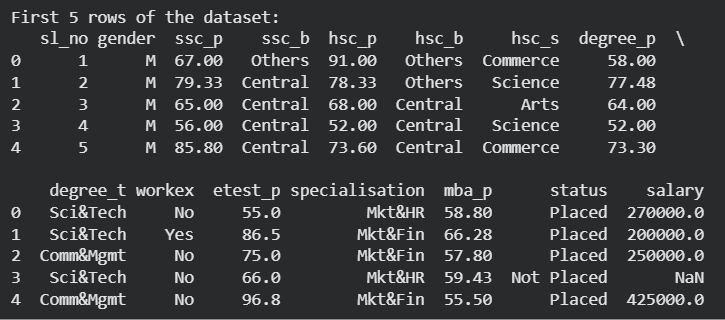 First 5 rows of the dataset:
sl_no gender ssc_p ssc_b hsc_p hsc_b hsc_s degree_p \
0 1 M 67.00 Others 91.00 Others Commerce 58.00
1 2 M 79.33 Central 78.33 Others Science 77.48
2 3 M 65.00 Central 68.00 Central Arts 64.00
3 4 M 56.00 Central 52.00 Central Science 52.00
4 5 M 85.80 Central 73.60 Central Commerce 73.30
degree_t workex etest_p specialisation mba_p status salary
0 Sci&Tech No 55.0 Mkt&HR 58.80 Placed 270000.0
1 Sci&Tech Yes 86.5 Mkt&Fin 66.28 Placed 200000.0
2 Comm&Mgmt No 75.0 Mkt&Fin 57.80 Placed 250000.0
3 Sci&Tech No 66.0 Mkt&HR 59.43 Not Placed NaN
4 Comm&Mgmt No 96.8 Mkt&Fin 55.50 Placed 425000.0